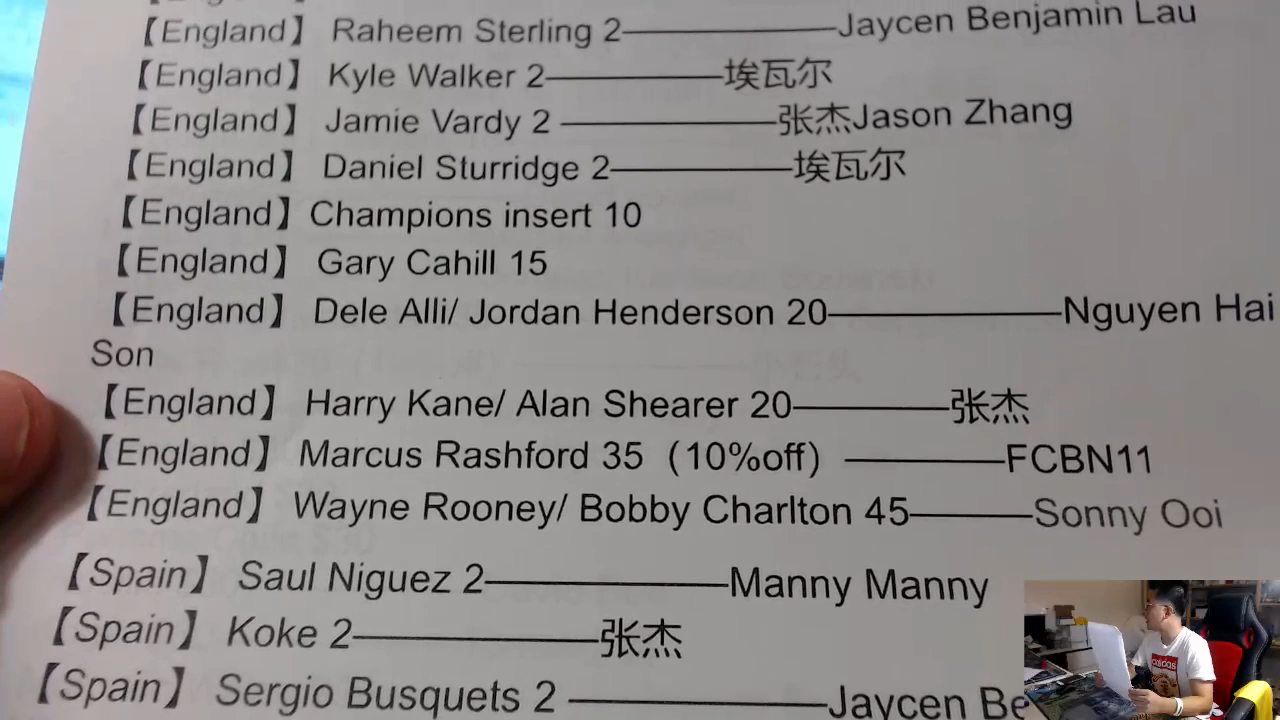 【England】 Raheem Sterling 2————————Jaycen Benjamin Lau
【England】 Kyle Walker 2———————埃瓦尔
【England】 Jamie Vardy 2 ————————张杰Jason Zhang
【England】 Daniel Sturridge 2———————埃瓦尔
【England】Champions insert 10
【England】 Gary Cahill 15
【England】 Dele Alli/ Jordan Henderson 20————————Nguyen Hai
Son
【England】 Harry Kane/ Alan Shearer 20—————张杰
【England】 Marcus Rashford 35（10%off） —————FCBN11
【England】 Wayne Rooney/ Bobby Charlton 45————Sonny Ooi
【Spain】 Saul Niguez 2————————Manny Manny
【Spain】 Koke 2————————张杰
【Spain】 Sergio Busquets 2 ————————Jaycen Be
adidas